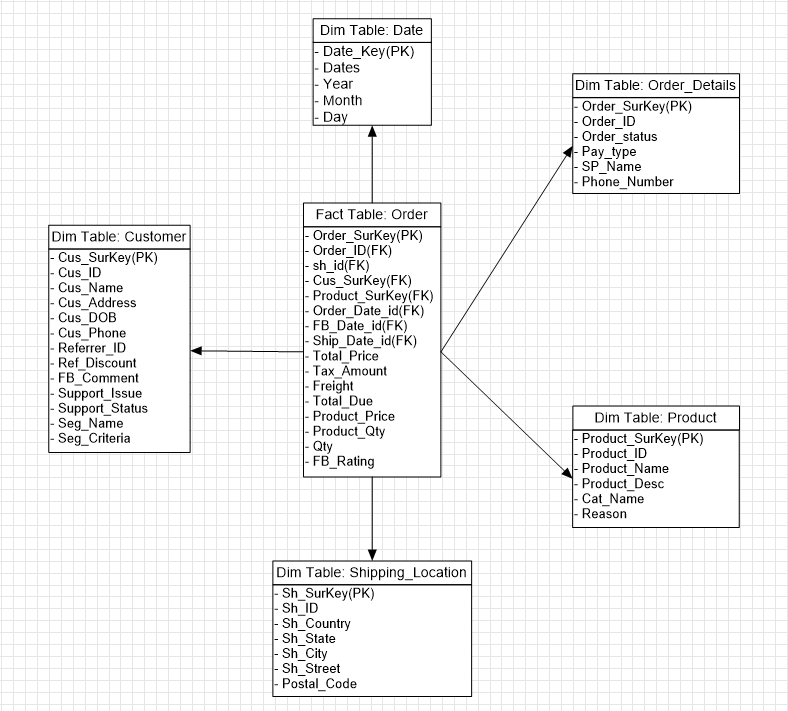 Dim Table: Date
- Date_Key(PK)
- Dates
- Year
- Month
- Day
Dim Table: Order_Details
- Order_SurKey(PK)
- Order_ID
- Order_status
- Pay_type
- SP_Name
- Phone_Number
Fact Table: Order
- Order_SurKey(PK)
- Order_ID(FK)
- sh_id(FK)
- Cus_SurKey(FK)
- Product_SurKey(FK)
- Order_Date_id(FK)
- FB_Date_id(FK)
- Ship_Date_id(FK)
- Total_Price
- Tax_Amount
- Freight
- Total_Due
- Product_Price
- Product_Qty
- Qty
- FB_Rating
Dim Table: Customer
- Cus_SurKey(PK)
- Cus_ID
- Cus_Name
- Cus_Address
- Cus_DOB
- Cus_Phone
- Referrer_ID
- Ref_Discount
- FB_Comment
- Support_Issue
- Support_Status
- Seg_Name
- Seg_Criteria
Dim Table: Product
- Product_SurKey(PK)
- Product_ID
- Product_Name
- Product_Desc
- Cat_Name
- Reason
Dim Table: Shipping_Location
- Sh_SurKey(PK)
- Sh_ID
- Sh_Country
- Sh_State
- Sh_City
- Sh_Street
- Postal_Code